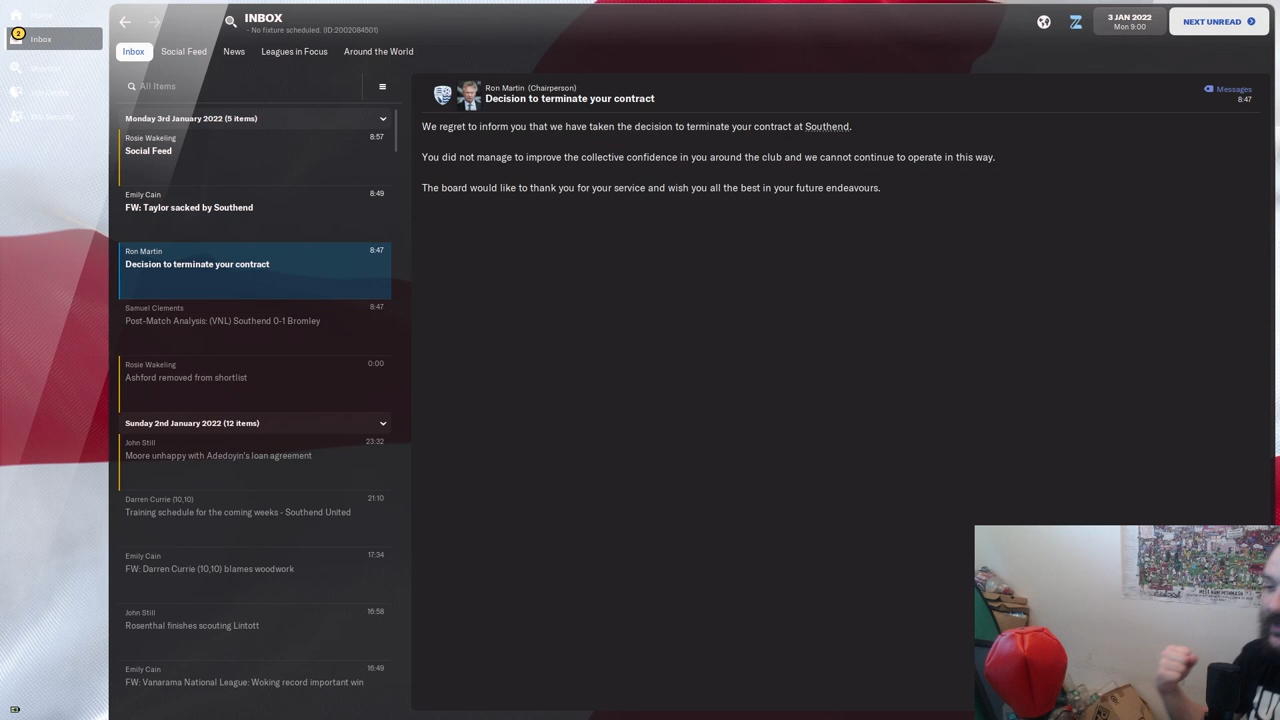 INBOX
- No fixture scheduled. (ID:2002084501)
3 JAN 2022
Mon 9:00
NEXT UNREAD
2
Home
Inbox
Job Centre
Job Security
Inbox
Social Feed
News
Leagues in Focus
Around the World
All Items
Monday 3rd January 2022 (5 items)
Rosie Wakeling
8:57
Social Feed
Emily Cain
8:49
FW: Taylor sacked by Southend
Ron Martin
8:47
Decision to terminate your contract
Samuel Clements
8:47
Post-Match Analysis: (VNL) Southend 0-1 Bromley
Rosie Wakeling
0:00
Ashford removed from shortlist
Sunday 2nd January 2022 (12 items)
John Still
23:32
Moore unhappy with Adedoyin's loan agreement
Darren Currie (10,10)
21:10
Training schedule for the coming weeks - Southend United
Emily Cain
17:34
FW: Darren Currie (10,10) blames woodwork
John Still
16:58
Rosenthal finishes scouting Lintott
Emily Cain
16:49
FW: Vanarama National League: Woking record important win
Ron Martin (Chairperson)
Decision to terminate your contract
Messages
8:47
We regret to inform you that we have taken the decision to terminate your contract at Southend.
You did not manage to improve the collective confidence in you around the club and we cannot continue to operate in this way.
The board would like to thank you for your service and wish you all the best in your future endeavours.